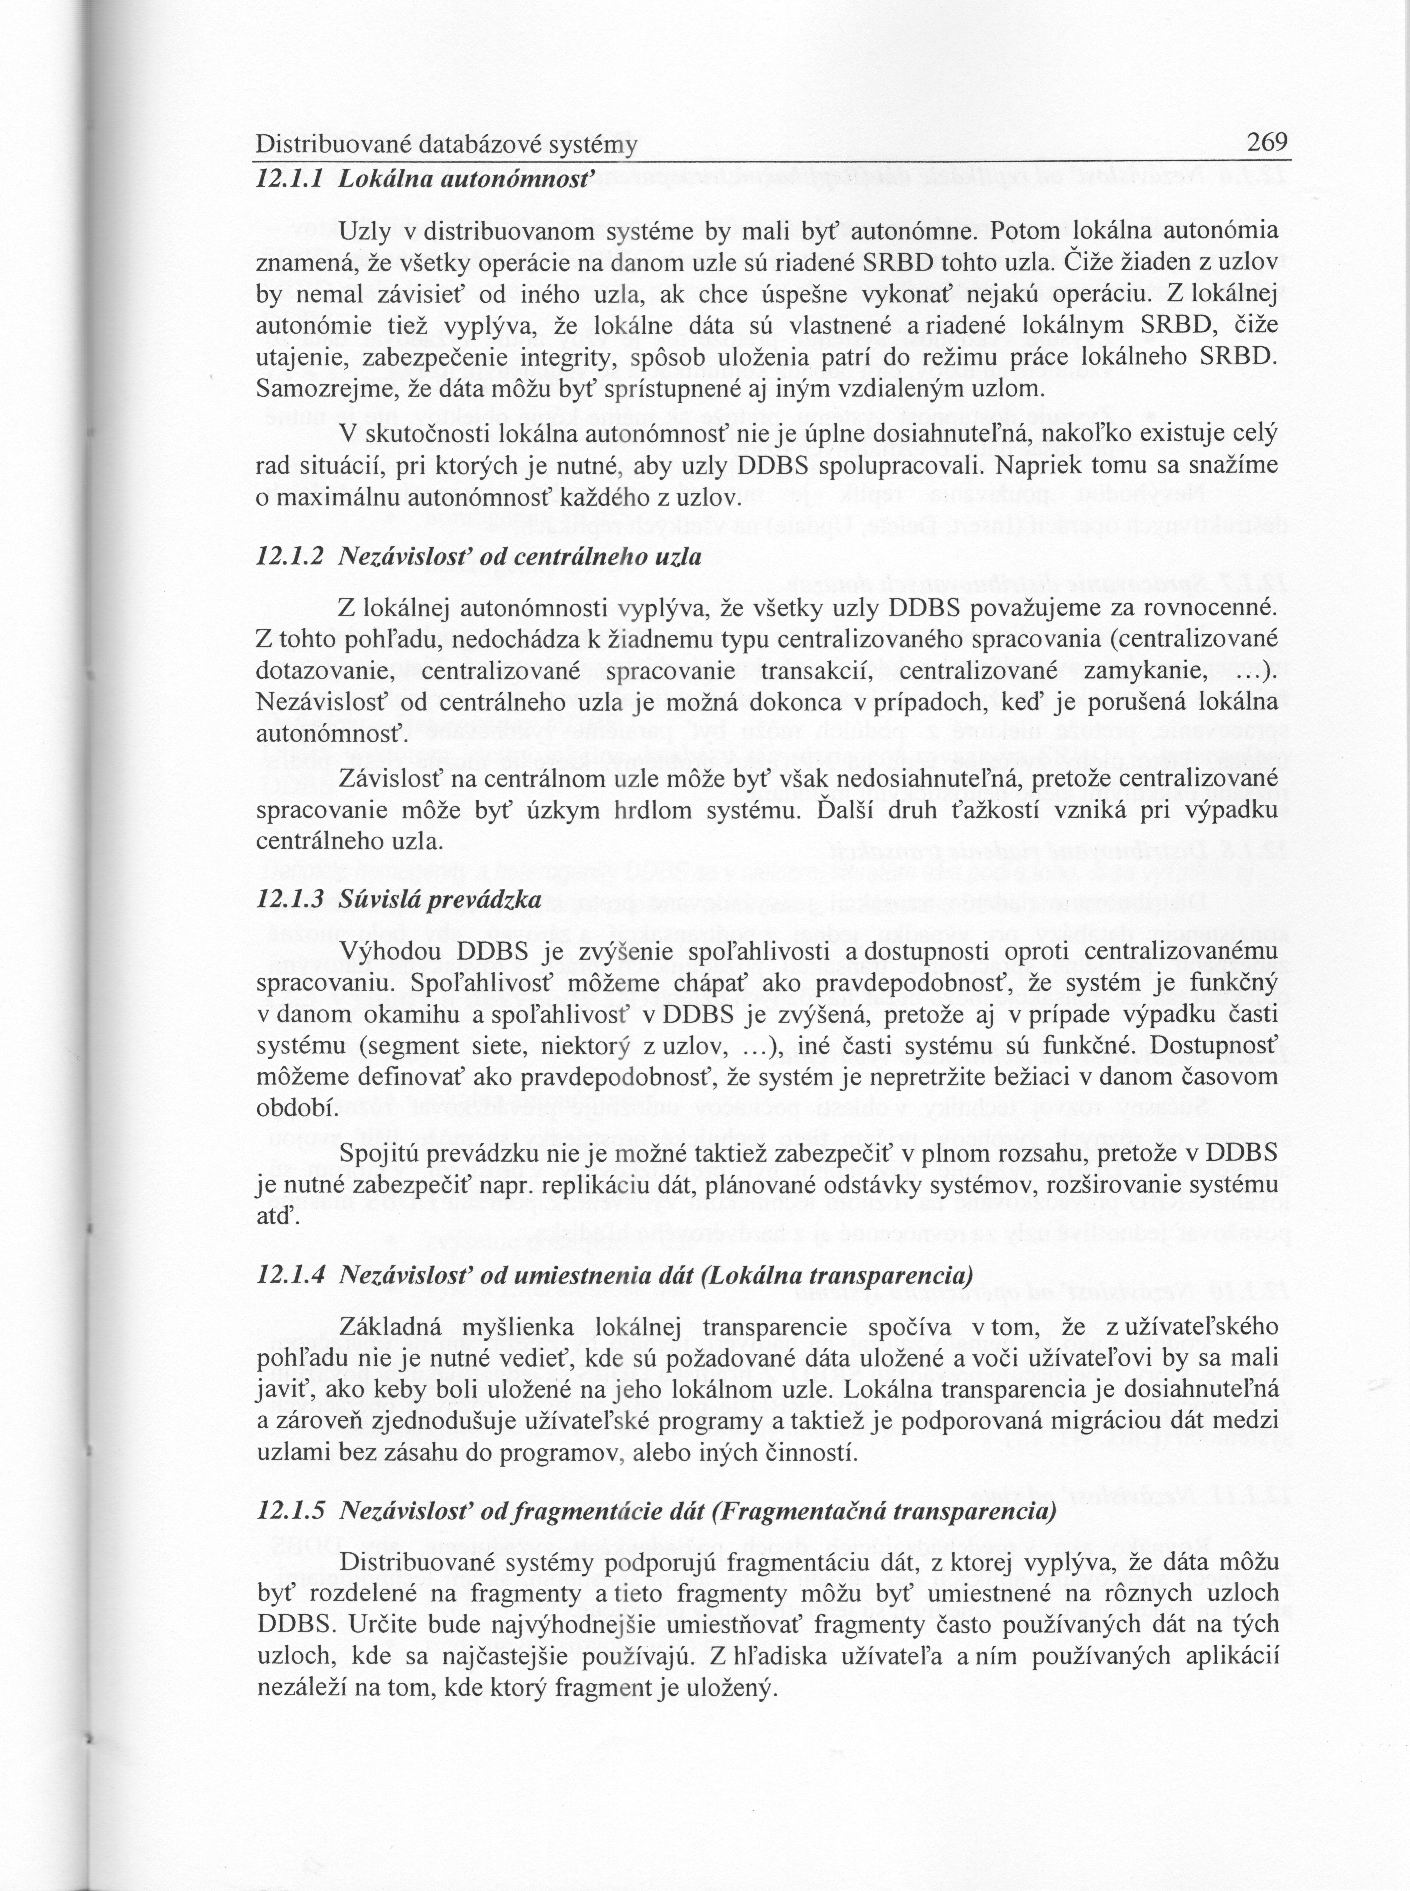 Distribuované databázové systémy 269
12.1.1 Lokálna autonómnosť
Uzly v distribuovanom systéme by mali byť autonómne. Potom lokálna autonómia
znamená, že všetky operácie na danom uzle sú riadené SRBD tohto uzla. Čiže žiaden z uzlov
by nemal závisieť od iného uzla, ak chce úspešne vykonať nejakú operáciu. Z lokálnej
autonómie tiež vyplýva, že lokálne dáta sú vlastnené a riadené lokálnym SRBD, čiže
utajenie, zabezpečenie integrity, spôsob uloženia patrí do režimu práce lokálneho SRBD.
Samozrejme, že dáta môžu byť sprístupnené aj iným vzdialeným uzlom.
V skutočnosti lokálna autonómnosť nie je úplne dosiahnuteľná, nakoľko existuje celý
rad situácií, pri ktorých je nutné, aby uzly DDBS spolupracovali. Napriek tomu sa snažíme
o maximálnu autonómnosť každého z uzlov.
12.1.2 Nezávislosť od centrálneho uzla
Z lokálnej autonómnosti vyplýva, že všetky uzly DDBS považujeme za rovnocenné.
Z tohto pohľadu, nedochádza k žiadnemu typu centralizovaného spracovania (centralizované
dotazovanie, centralizované spracovanie transakcií, centralizované zamykanie, ...).
Nezávislosť od centrálneho uzla je možná dokonca v prípadoch, keď je porušená lokálna
autonómnosť.
Závislosť na centrálnom uzle môže byť však nedosiahnuteľná, pretože centralizované
spracovanie môže byť úzkym hrdlom systému. Ďalší druh ťažkostí vzniká pri výpadku
centrálneho uzla.
12.1.3 Súvislá prevádzka
Výhodou DDBS je zvýšenie spoľahlivosti a dostupnosti oproti centralizovanému
spracovaniu. Spoľahlivosť môžeme chápať ako pravdepodobnosť, že systém je funkčný
v danom okamihu a spoľahlivosť v DDBS je zvýšená, pretože aj v prípade výpadku časti
systému (segment siete, niektorý z uzlov, ...), iné časti systému sú funkčné. Dostupnosť
môžeme definovať ako pravdepodobnosť, že systém je nepretržite bežiaci v danom časovom
období.
Spojitú prevádzku nie je možné taktiež zabezpečiť v plnom rozsahu, pretože v DDBS
je nutné zabezpečiť napr. replikáciu dát, plánované odstávky systémov, rozširovanie systému
atď.
12.1.4 Nezávislosť od umiestnenia dát (Lokálna transparencia)
Základná myšlienka lokálnej transparencie spočíva v tom, že z užívateľského
pohľadu nie je nutné vedieť, kde sú požadované dáta uložené a voči užívateľovi by sa mali
javiť, ako keby boli uložené na jeho lokálnom uzle. Lokálna transparencia je dosiahnuteľná
a zároveň zjednodušuje užívateľské programy a taktiež je podporovaná migráciou dát medzi
uzlami bez zásahu do programov, alebo iných činností.
12.1.5 Nezávislosť od fragmentácie dát (Fragmentačná transparencia)
Distribuované systémy podporujú fragmentáciu dát, z ktorej vyplýva, že dáta môžu
byť rozdelené na fragmenty a tieto fragmenty môžu byť umiestnené na rôznych uzloch
DDBS. Určite bude najvýhodnejšie umiestňovať fragmenty často používaných dát na tých
uzloch, kde sa najčastejšie používajú. Z hľadiska užívateľa a ním používaných aplikácií
nezáleží na tom, kde ktorý fragment je uložený.